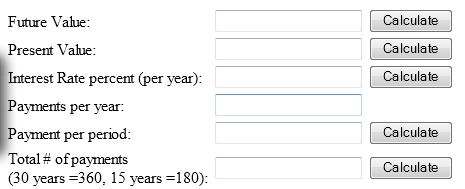 Future Value: Calculate
Present Value: Calculate
Interest Rate percent (per year): Calculate
Payments per year:
Payment per period: Calculate
Total # of payments
(30 years =360, 15 years =180): Calculate